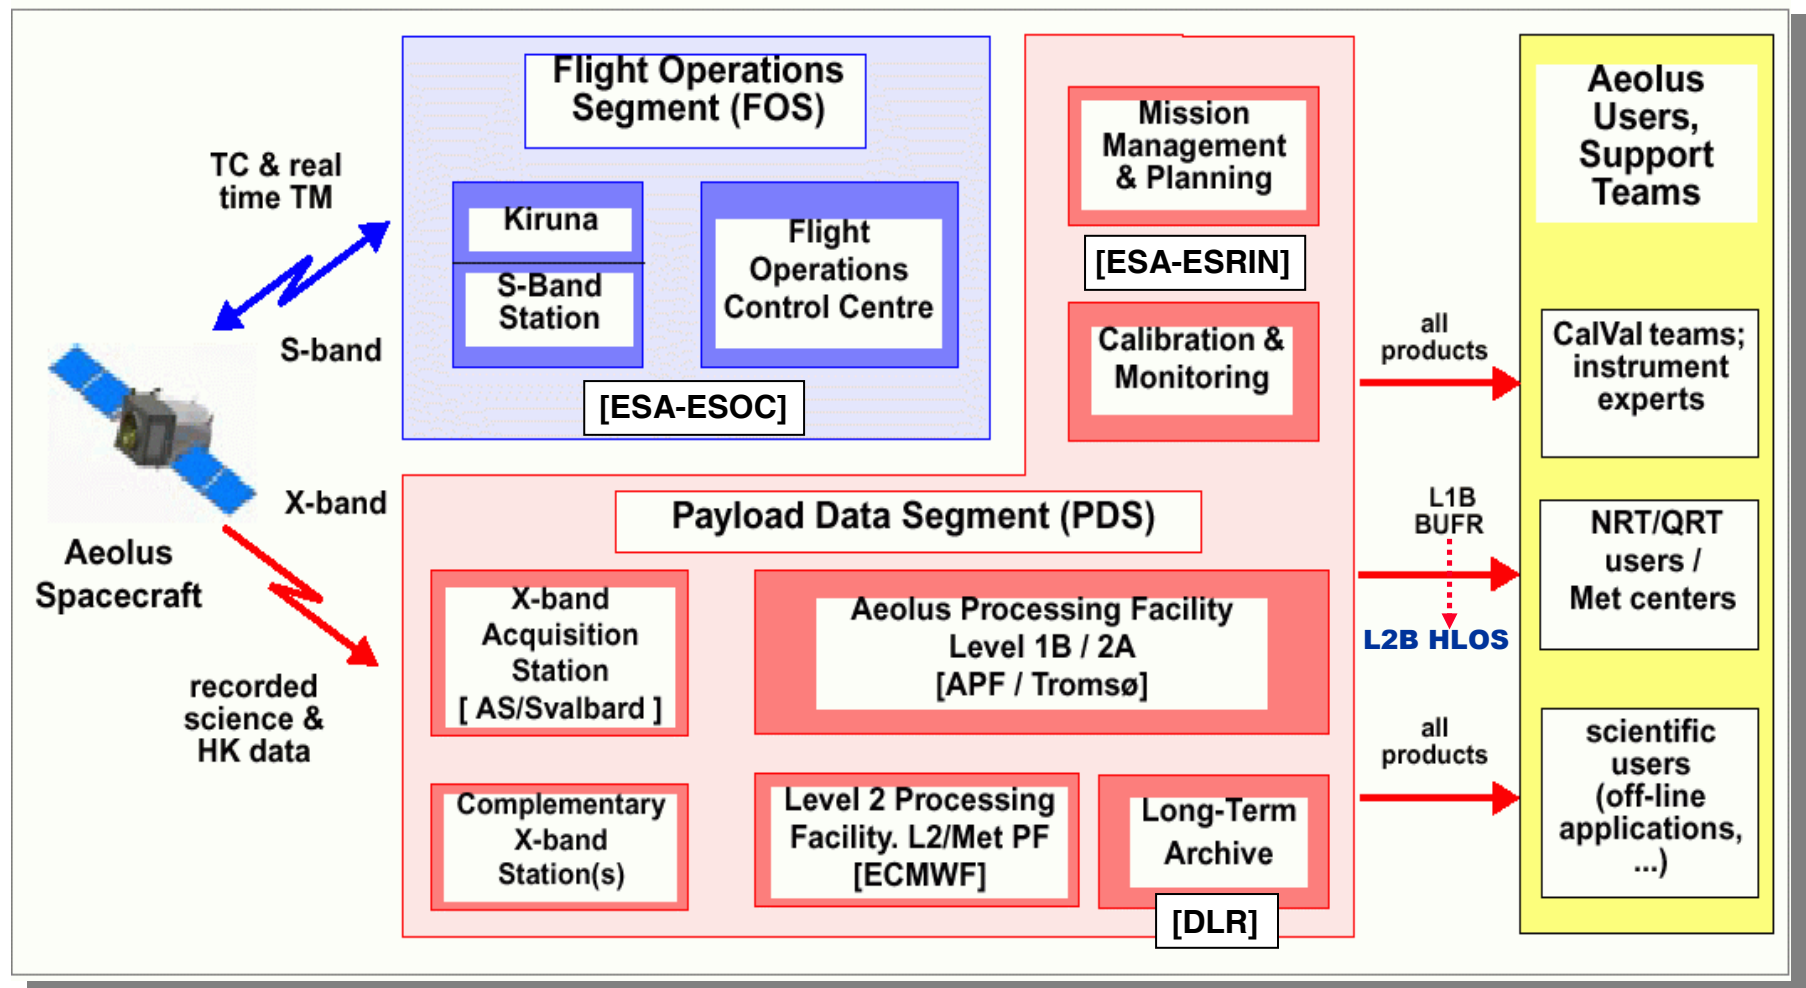 Flight Operations
Segment (FOS)
TC & real
time TM
Kiruna
S-Band
Station
Flight
Operations
Control Centre
[ESA-ESOC]
S-band
X-band
Aeolus
Spacecraft
recorded
science &
HK data
Mission
Management
& Planning
[ESA-ESRIN]
Calibration &
Monitoring
Payload Data Segment (PDS)
X-band
Acquisition
Station
[ AS/Svalbard ]
Aeolus Processing Facility
Level 1B / 2A
[APF / Tromsø]
Complementary
X-band
Station(s)
Level 2 Processing
Facility. L2/Met PF
[ECMWF]
Long-Term
Archive
[DLR]
all
products
L1B
BUFR
L2B HLOS
all
products
Aeolus
Users,
Support
Teams
CalVal teams;
instrument
experts
NRT/QRT
users /
Met centers
scientific
users
(off-line
applications,
...)